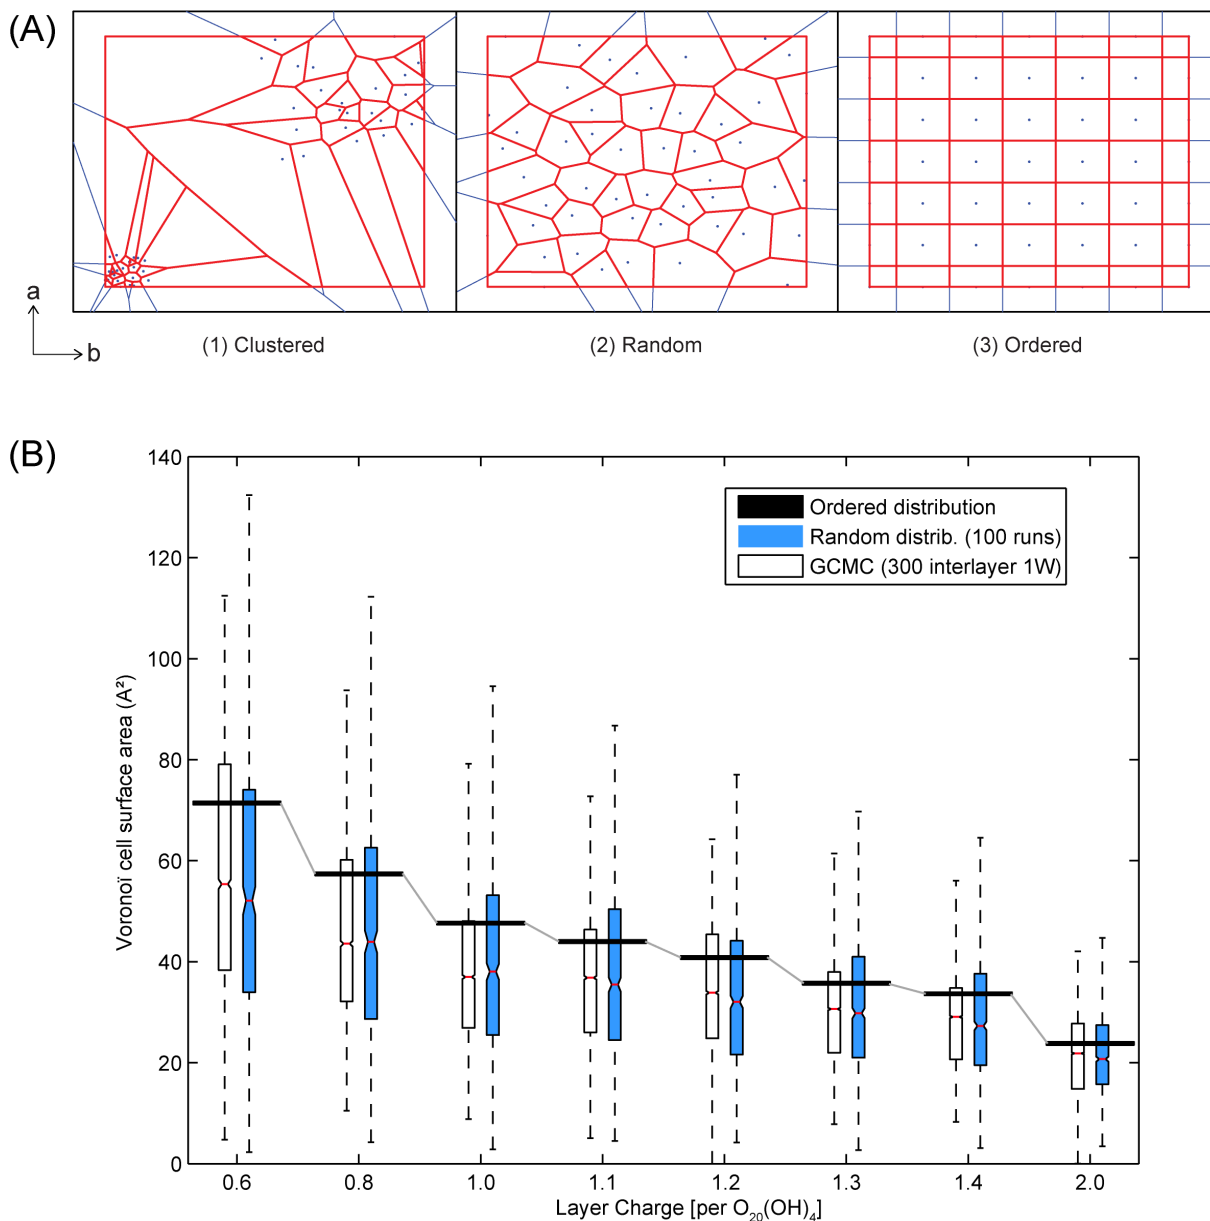 (A)
a
b
(1) Clustered
(2) Random
(3) Ordered
(B)
140
120
100
80
60
40
20
0
Voronoï cell surface area (A²)
Ordered distribution
Random distrib. (100 runs)
GCMC (300 interlayer 1W)
0.6 0.8 1.0 1.1 1.2 1.3 1.4 2.0
Layer Charge [per O₂₀(OH)₄]